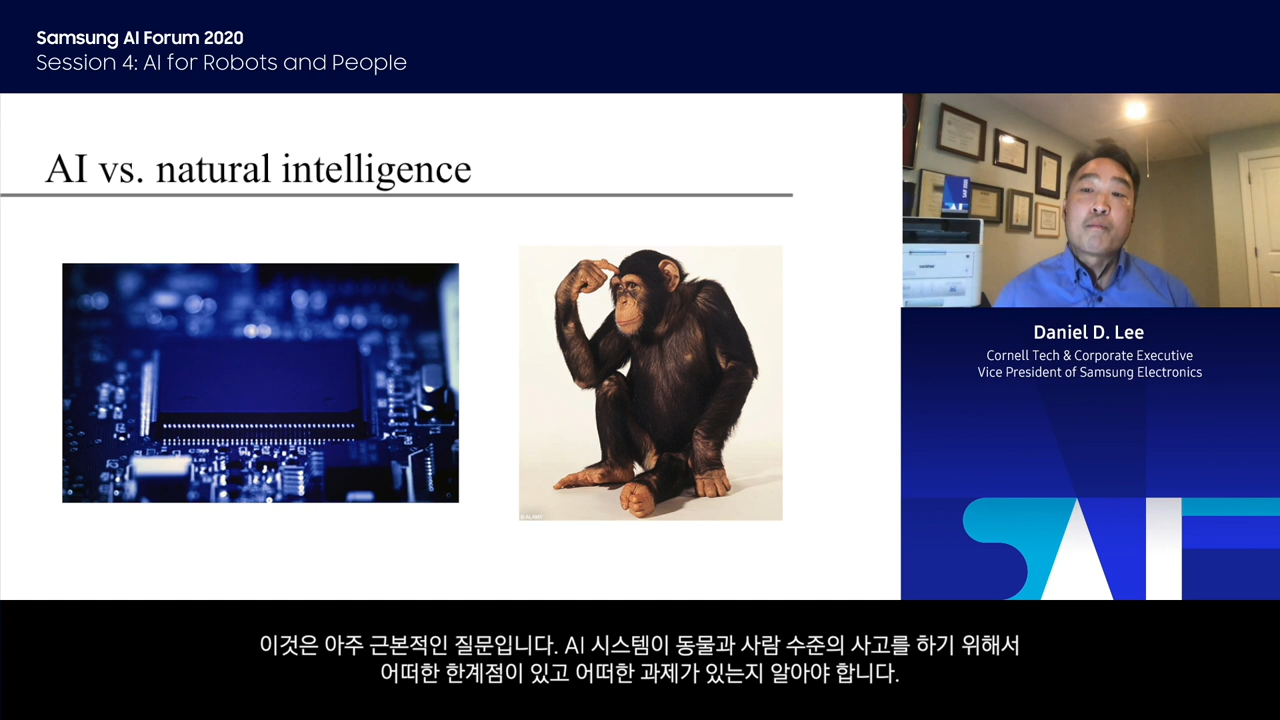 Samsung AI Forum 2020
Session 4: AI for Robots and People
AI vs. natural intelligence
Daniel D. Lee
Cornell Tech & Corporate Executive
Vice President of Samsung Electronics
SAIF
이것은 아주 근본적인 질문입니다. AI 시스템이 동물과 사람 수준의 사고를 하기 위해서
어떠한 한계점이 있고 어떠한 과제가 있는지 알아야 합니다.